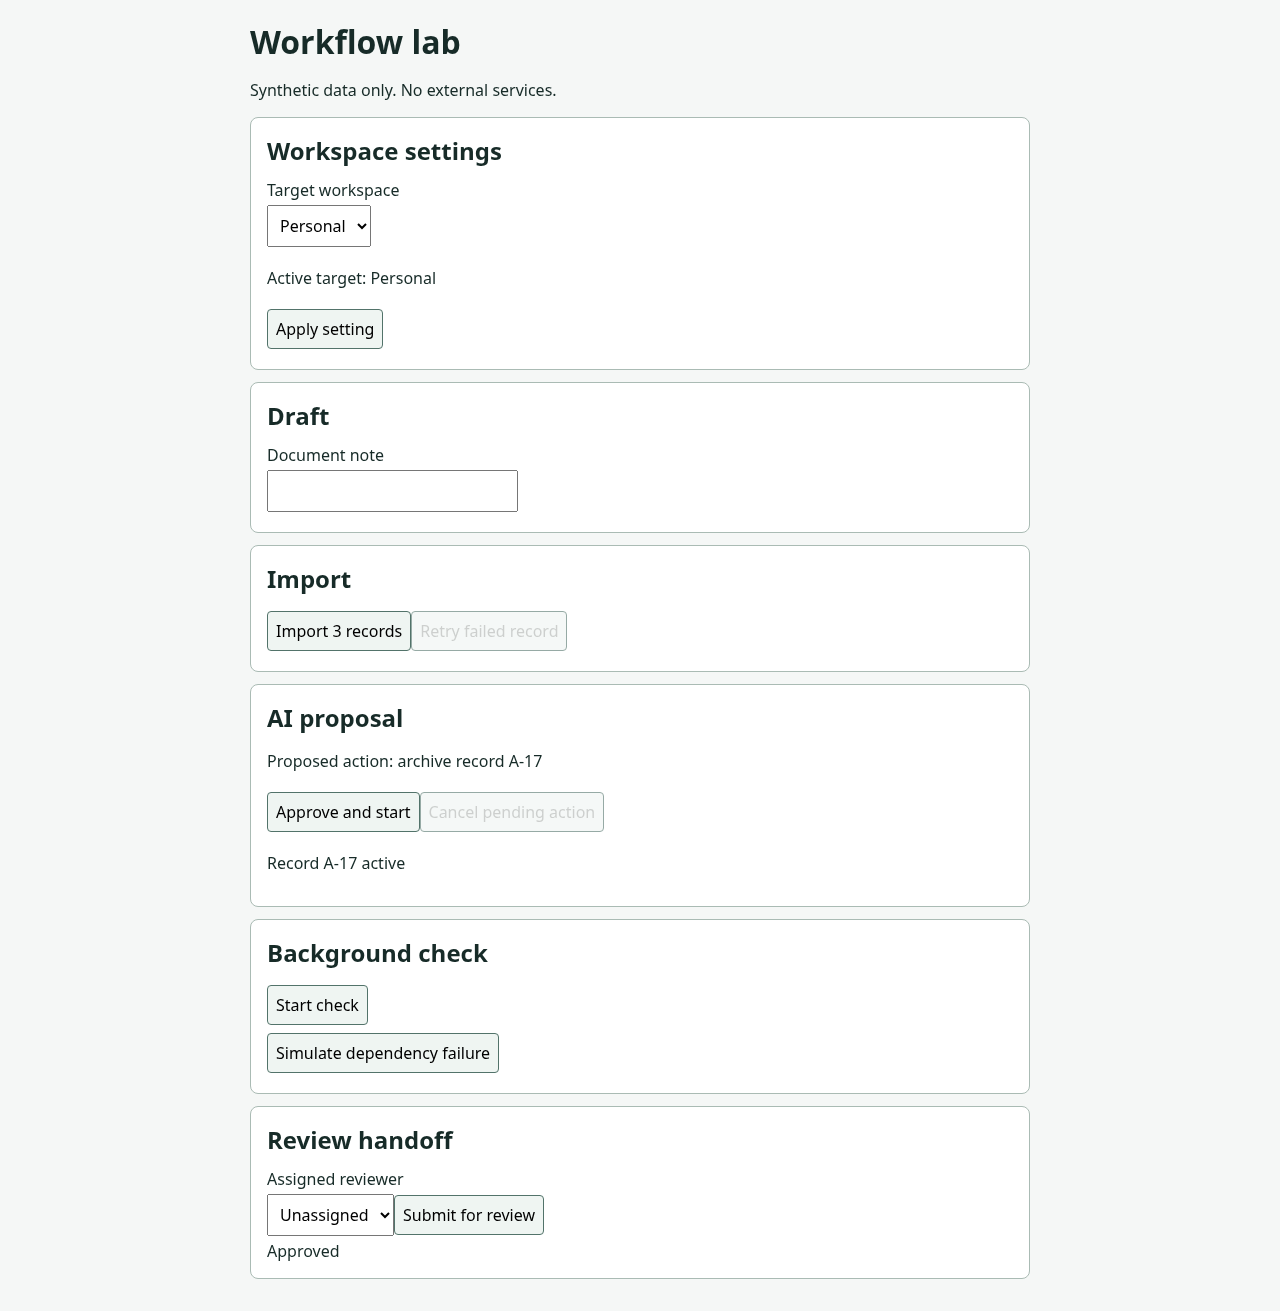 Workflow lab
Synthetic data only. No external services.
Workspace settings
Target workspace
Personal
Active target: Personal
Apply setting
Draft
Document note
Import
Import 3 records Retry failed record
AI proposal
Proposed action: archive record A-17
Approve and start Cancel pending action
Record A-17 active
Background check
Start check
Simulate dependency failure
Review handoff
Assigned reviewer
Unassigned Submit for review
Approved